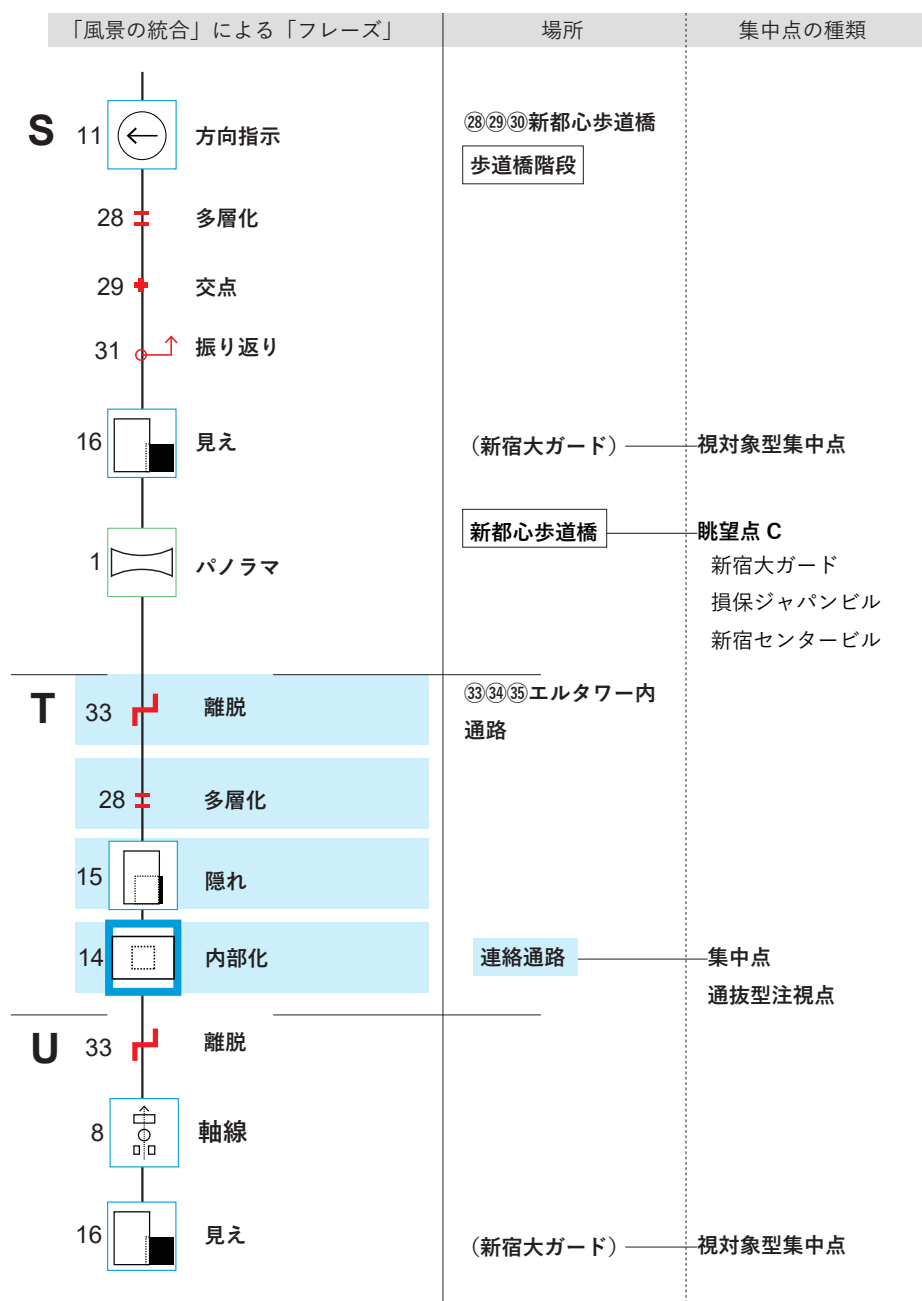 「風景の統合」による「フレーズ」 場所 集中点の種類
S 11 方向指示 ㉘㉙㉚新都心歩道橋
歩道橋階段
28 多層化
29 交点
31 振り返り
16 見え (新宿大ガード) 視対象型集中点
新都心歩道橋 眺望点 C
1 パノラマ 新宿大ガード
損保ジャパンビル
新宿センタービル
T 33 離脱 ㉝㉞㉟エルタワー内
通路
28 多層化
15 隠れ
14 内部化 連絡通路 集中点
通抜型注視点
U 33 離脱
8 軸線
16 見え (新宿大ガード) 視対象型集中点